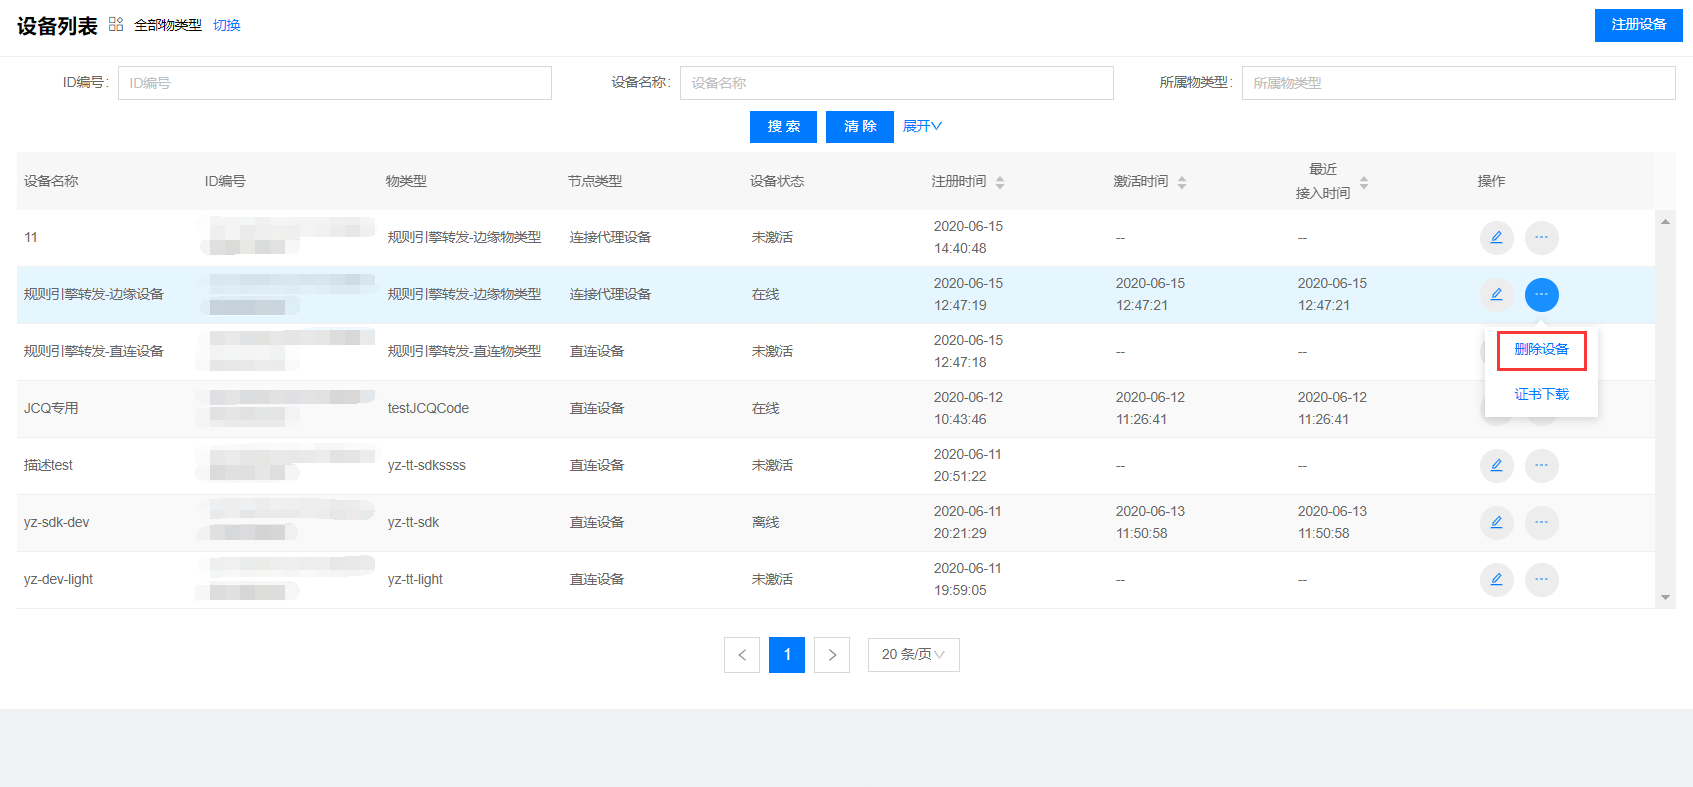 设备列表 全部物类型 切换 注册设备
ID编号: ID编号 设备名称: 设备名称 所属物类型: 所属物类型
搜 索 清 除 展开
设备名称 ID编号 物类型 节点类型 设备状态 注册时间 激活时间 最近 接入时间 操作
11 规则引擎转发-边缘物类型 连接代理设备 未激活 2020-06-15 14:40:48 -- --
规则引擎转发-边缘设备 规则引擎转发-边缘物类型 连接代理设备 在线 2020-06-15 12:47:19 2020-06-15 12:47:21 2020-06-15 12:47:21
规则引擎转发-直连设备 规则引擎转发-直连物类型 直连设备 未激活 2020-06-15 12:47:18 -- --
删除设备
证书下载
JCQ专用 testJCQCode 直连设备 在线 2020-06-12 10:43:46 2020-06-12 11:26:41 2020-06-12 11:26:41
描述test yz-tt-sdkssss 直连设备 未激活 2020-06-11 20:51:22 -- --
yz-sdk-dev yz-tt-sdk 直连设备 离线 2020-06-11 20:21:29 2020-06-13 11:50:58 2020-06-13 11:50:58
yz-dev-light yz-tt-light 直连设备 未激活 2020-06-11 19:59:05 -- --
< 1 > 20 条/页